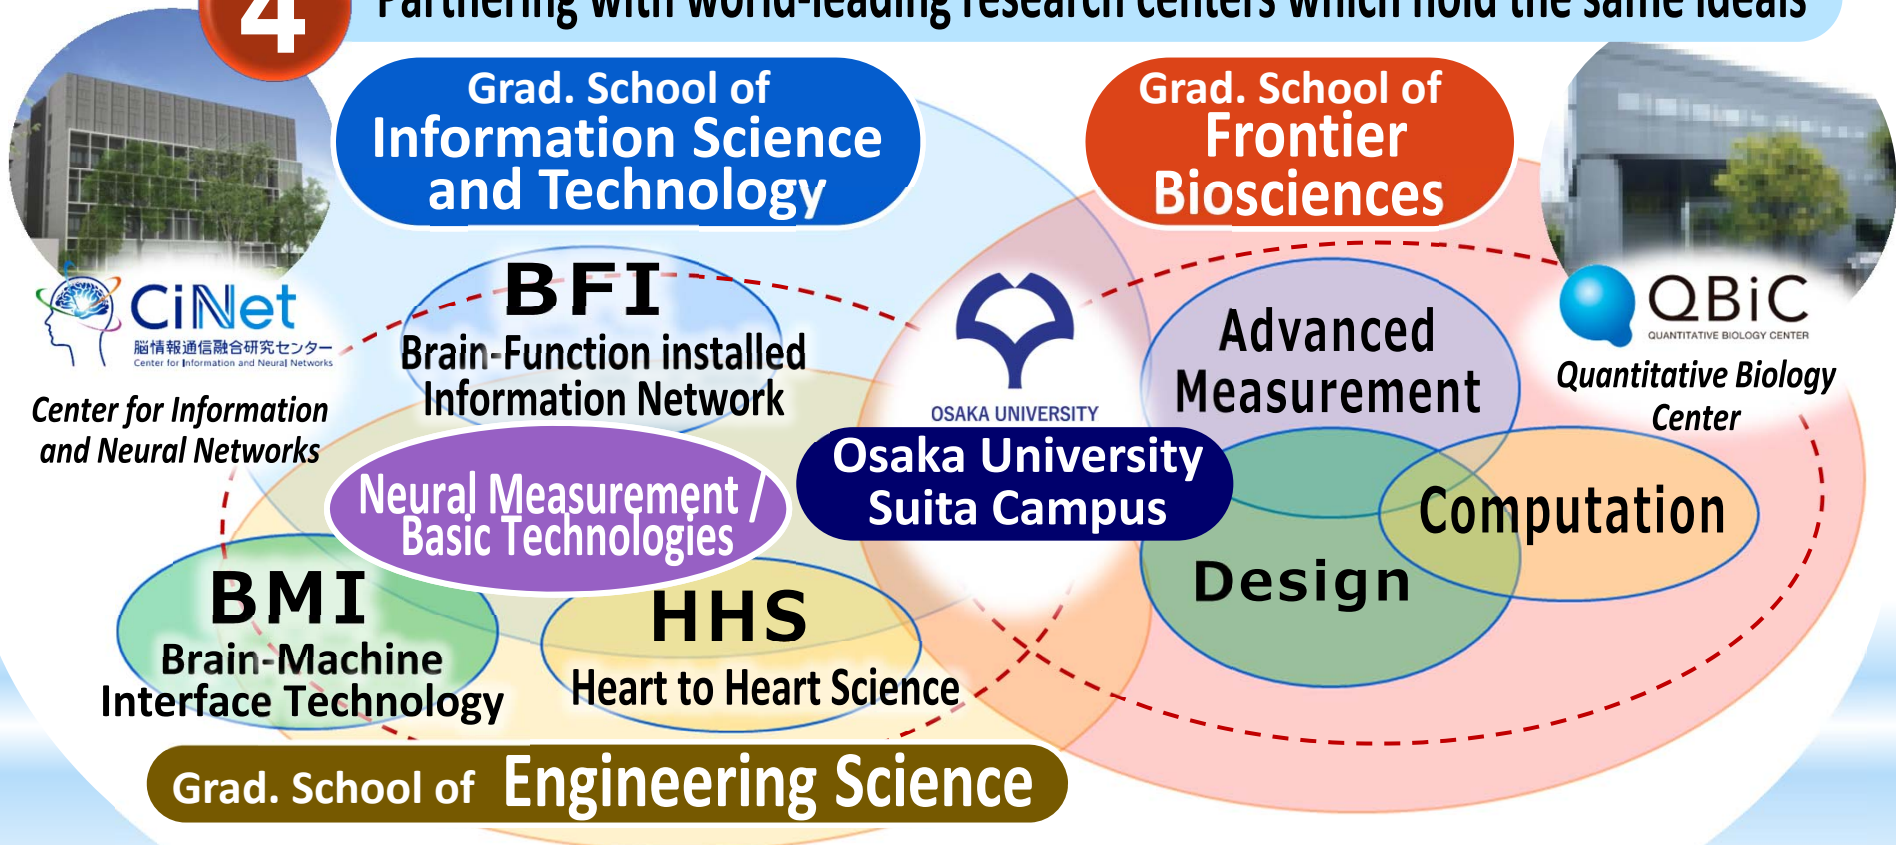 4
Partnering with world-leading research centers which hold the same ideals
Grad. School of
Information Science
and Technology
Grad. School of
Frontier
Biosciences
CiNet
脳情報通信融合研究センター
Center for Information and Neural Networks
Center for Information
and Neural Networks
BFI
Brain-Function installed
Information Network
OSAKA UNIVERSITY
Osaka University
Suita Campus
Advanced
Measurement
QBiC
QUANTITATIVE BIOLOGY CENTER
Quantitative Biology
Center
Neural Measurement /
Basic Technologies
Computation
Design
BMI
Brain-Machine
Interface Technology
HHS
Heart to Heart Science
Grad. School of Engineering Science